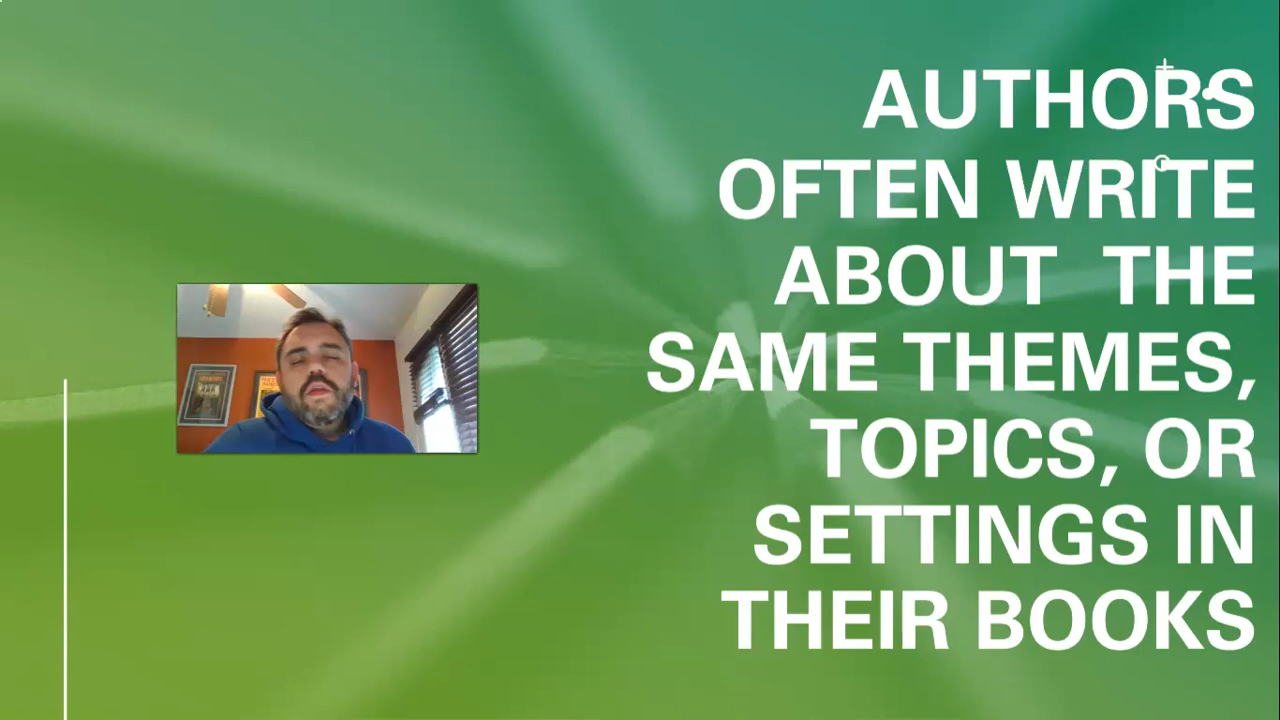 AUTHORS
OFTEN WRITE
ABOUT THE
SAME THEMES,
TOPICS, OR
SETTINGS IN
THEIR BOOKS